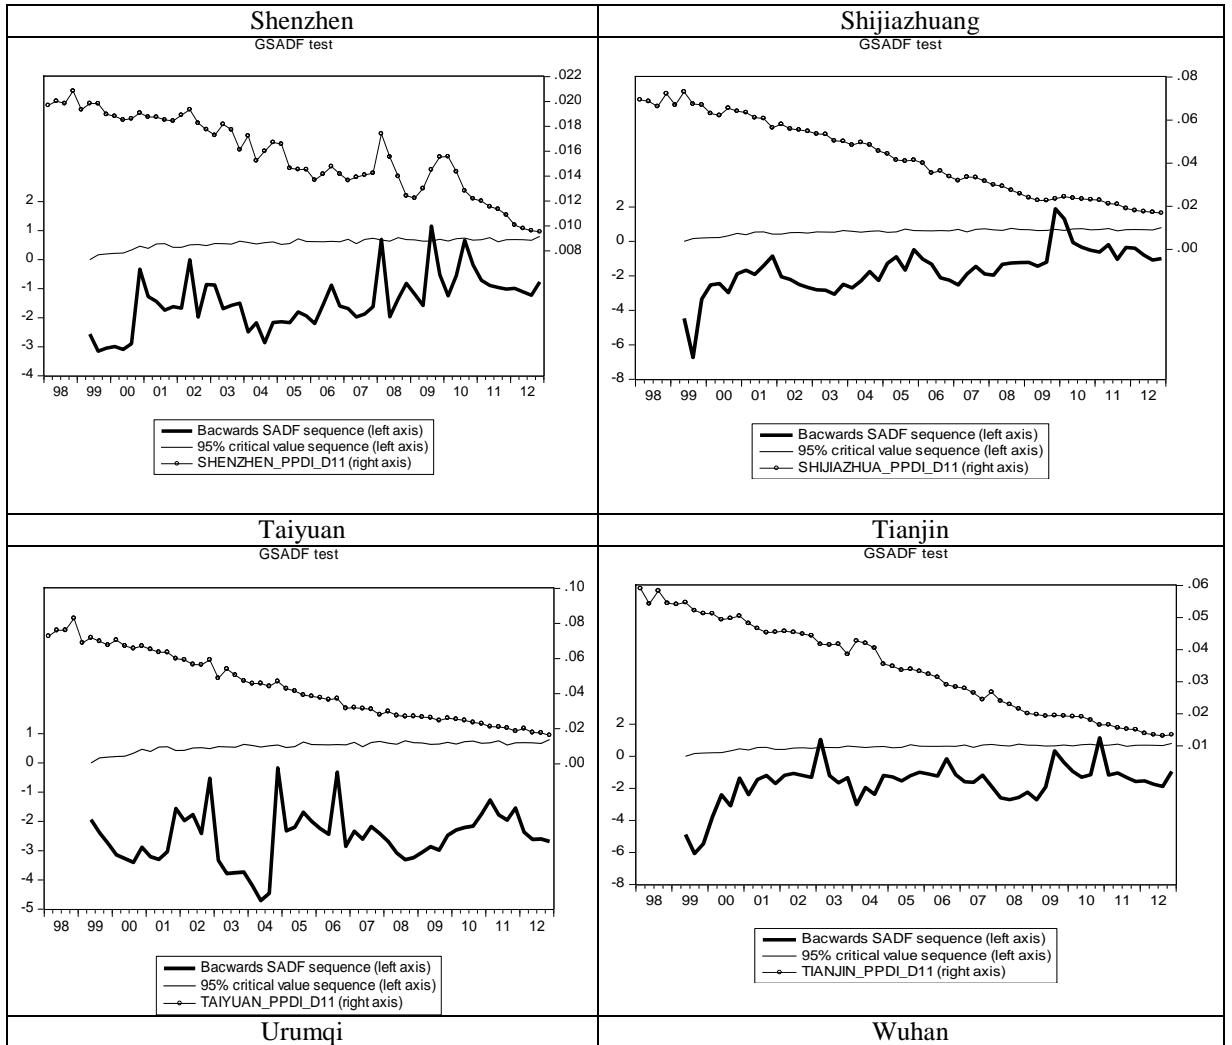 Shenzhen
GSADF test
.022
.020
.018
.016
.014
.012
.010
.008
2
1
0
-1
-2
-3
-4
98 99 00 01 02 03 04 05 06 07 08 09 10 11 12
Bacwards SADF sequence (left axis)
95% critical value sequence (left axis)
SHENZHEN_PPDI_D11 (right axis)
Shijiazhuang
GSADF test
.08
.06
.04
.02
.00
2
0
-2
-4
-6
-8
98 99 00 01 02 03 04 05 06 07 08 09 10 11 12
Bacwards SADF sequence (left axis)
95% critical value sequence (left axis)
SHIJIAZHUA_PPDI_D11 (right axis)
Taiyuan
GSADF test
.10
.08
.06
.04
.02
.00
1
0
-1
-2
-3
-4
-5
98 99 00 01 02 03 04 05 06 07 08 09 10 11 12
Bacwards SADF sequence (left axis)
95% critical value sequence (left axis)
TAIYUAN_PPDI_D11 (right axis)
Tianjin
GSADF test
.06
.05
.04
.03
.02
.01
2
0
-2
-4
-6
-8
98 99 00 01 02 03 04 05 06 07 08 09 10 11 12
Bacwards SADF sequence (left axis)
95% critical value sequence (left axis)
TIANJIN_PPDI_D11 (right axis)
Urumqi
Wuhan